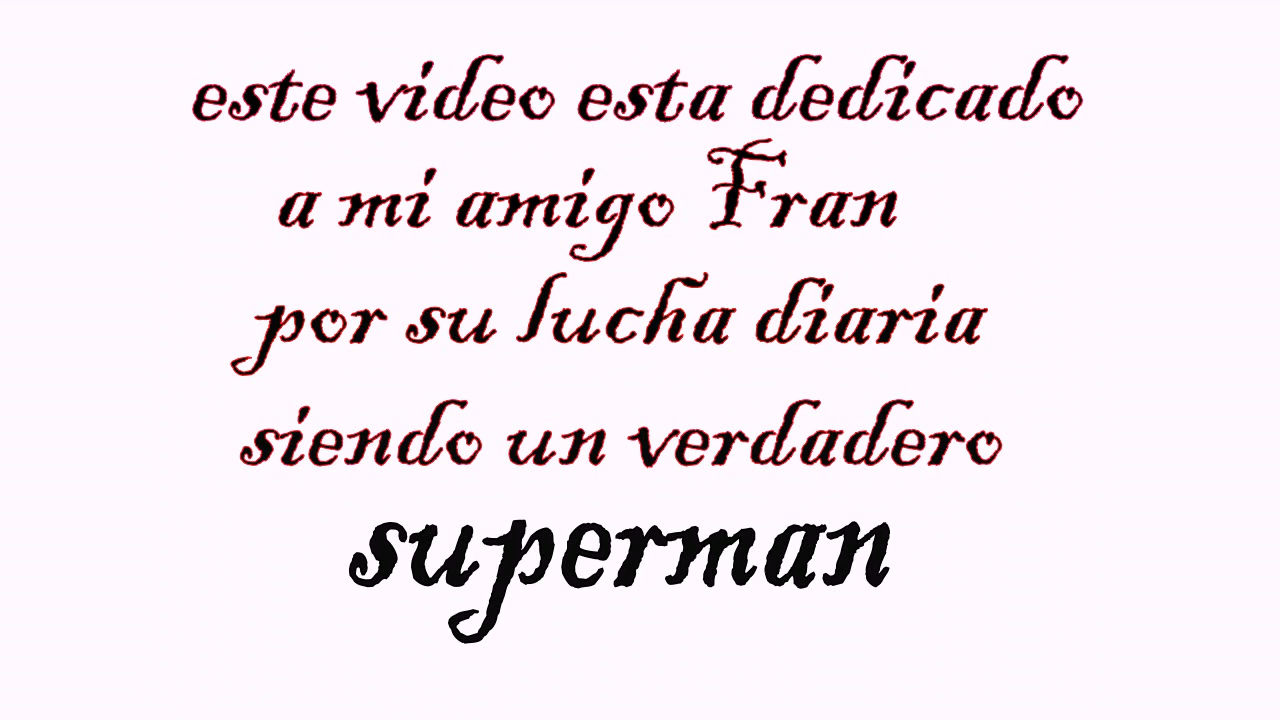 este video esta dedicado
a mi amigo Fran
por su lucha diaria
siendo un verdadero
superman